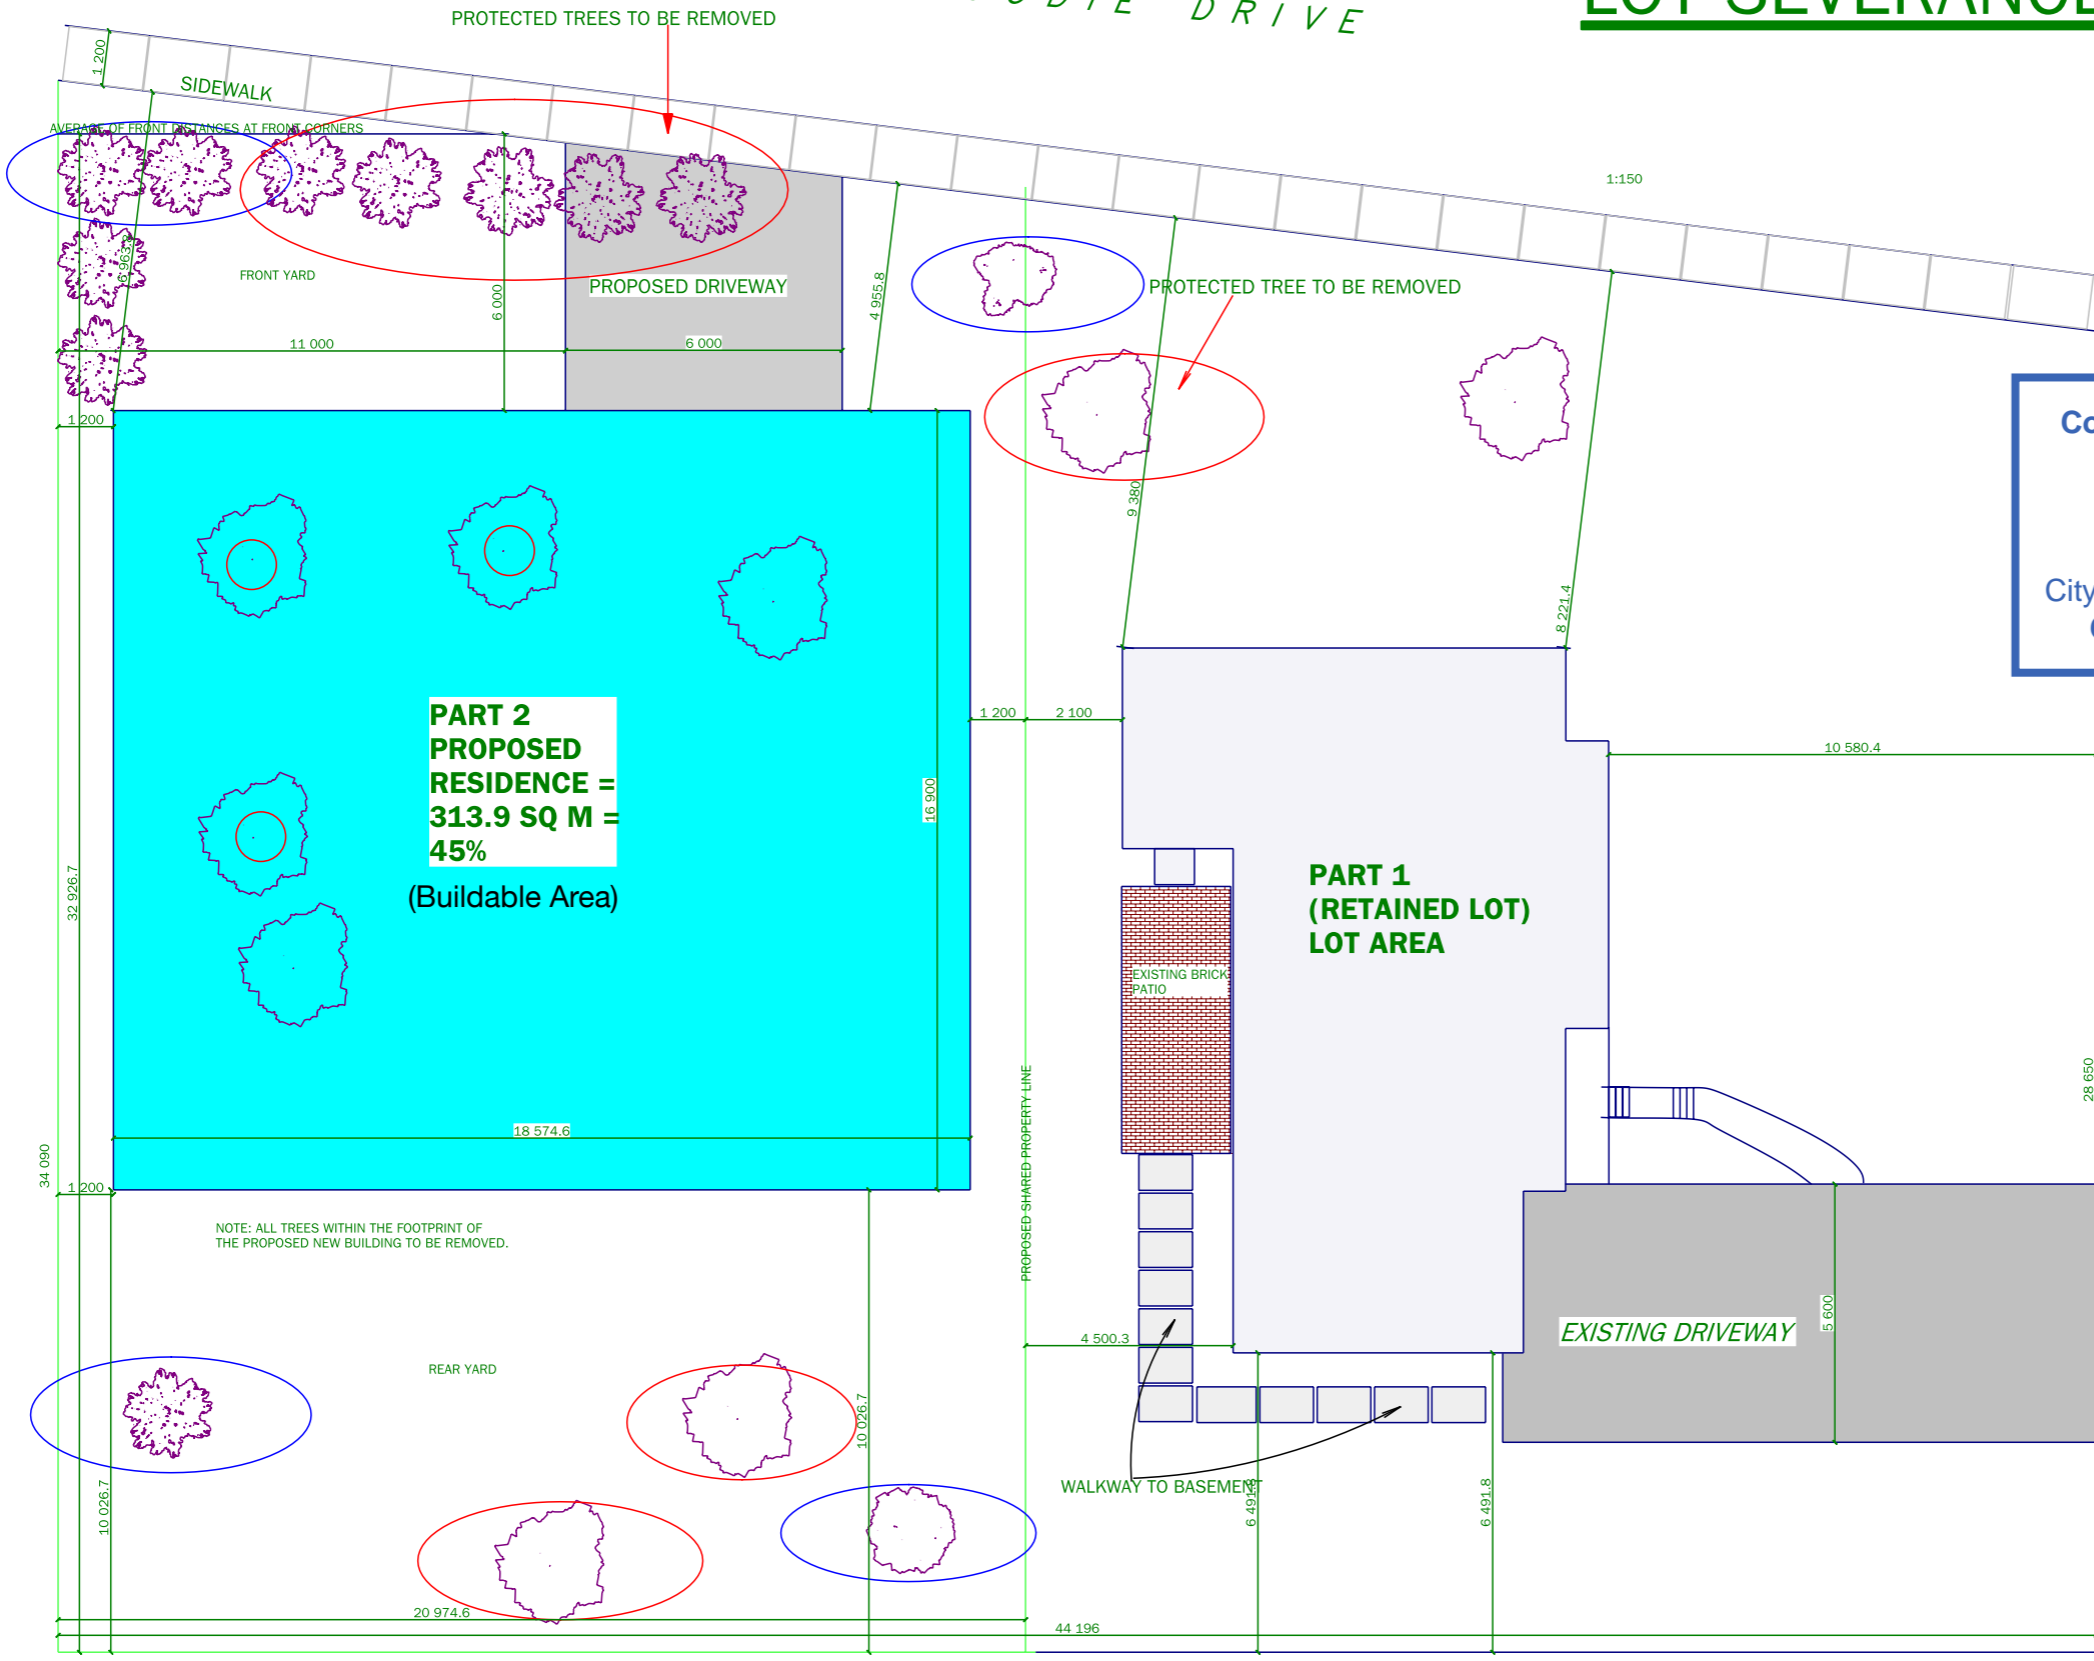 PROTECTED TREES TO BE REMOVED
DRIVE
1 200
SIDEWALK
AVERAGE OF FRONT DISTANCES AT FRONT CORNERS
1:150
FRONT YARD
PROPOSED DRIVEWAY
PROTECTED TREE TO BE REMOVED
6 000
4 955.8
11 000
6 000
1 200
9 380
8 221.4
Co
City
PART 2
PROPOSED
RESIDENCE =
313.9 SQ M =
45%
(Buildable Area)
1 200
2 100
10 580.4
16 900
32 926.7
PART 1
(RETAINED LOT)
LOT AREA
EXISTING BRICK
PATIO
28 650
18 574.6
PROPOSED SHARED PROPERTY LINE
34 090
1 200
NOTE: ALL TREES WITHIN THE FOOTPRINT OF
THE PROPOSED NEW BUILDING TO BE REMOVED.
4 500.3
EXISTING DRIVEWAY
5 600
REAR YARD
10 026.7
10 026.7
WALKWAY TO BASEMENT
6 491.8
6 491.8
20 974.6
44 196